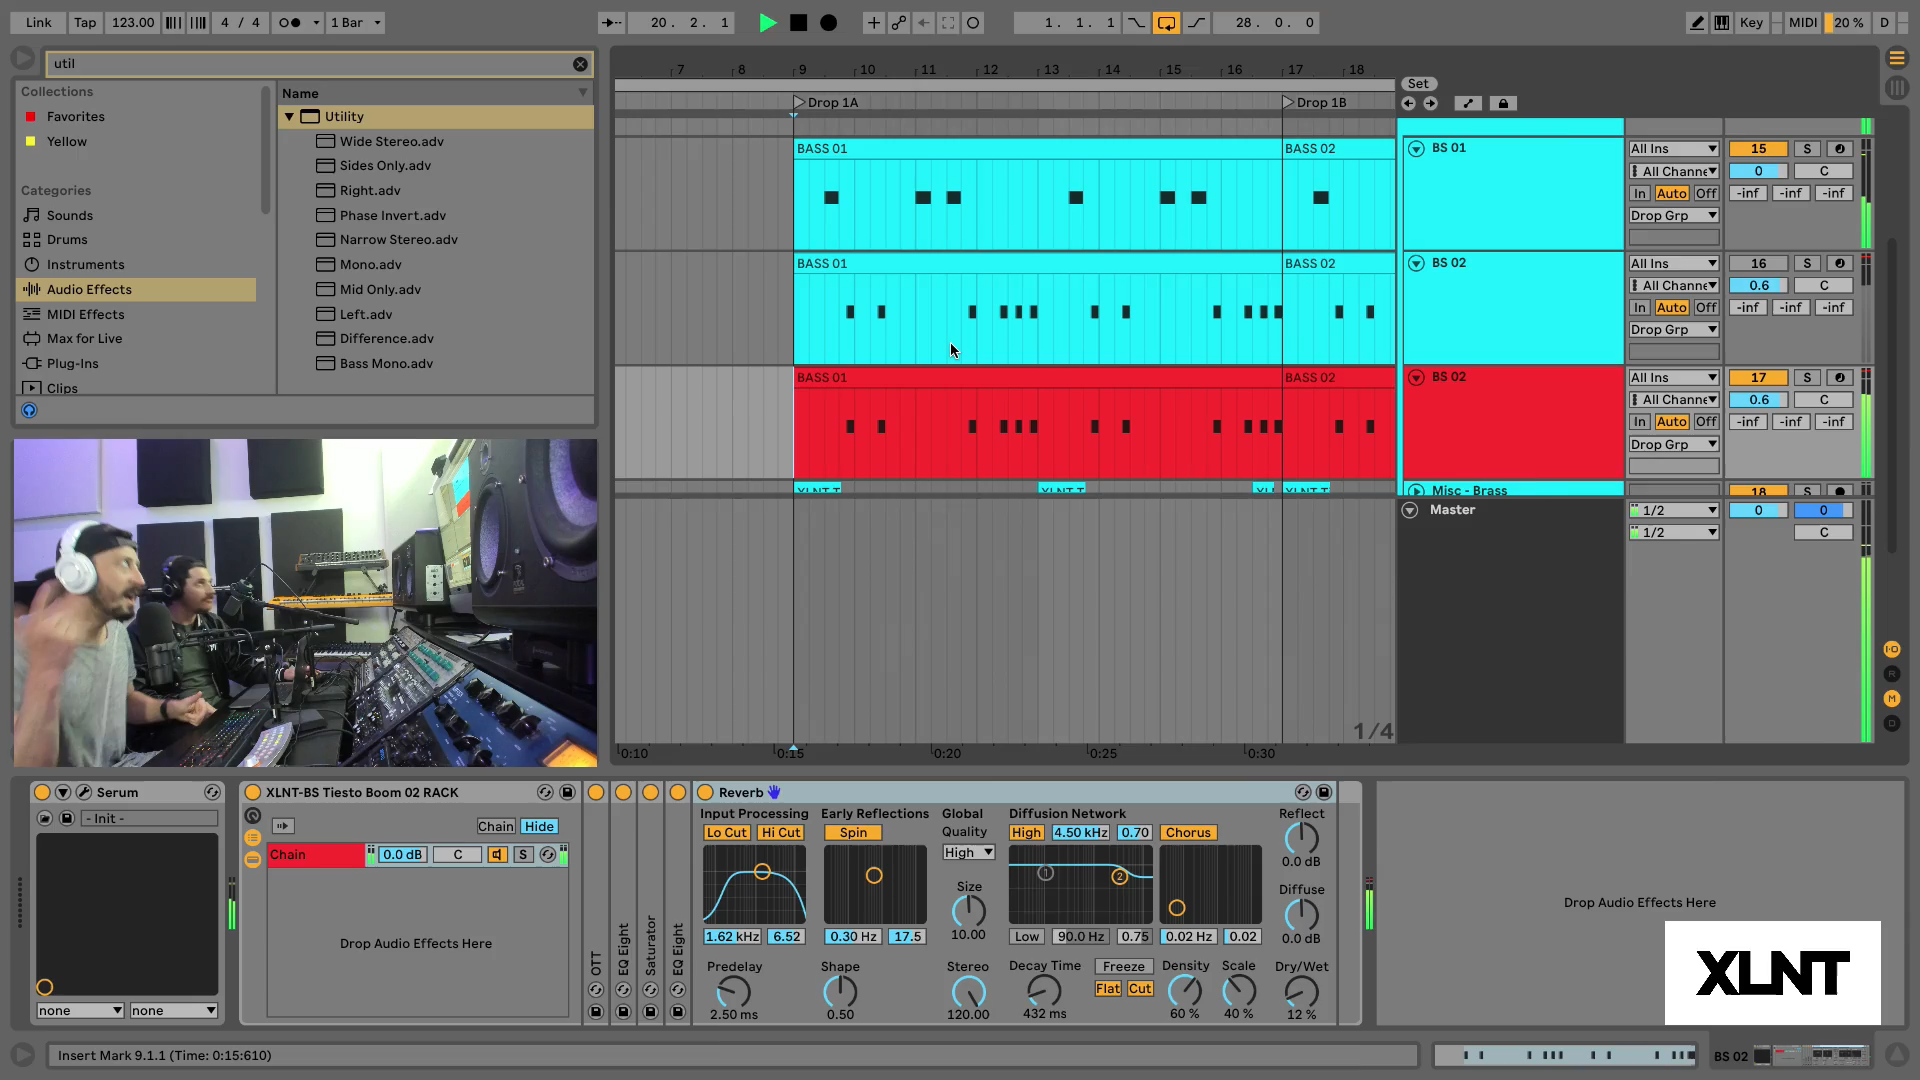 Link Tap 123.00 4 / 4 1 Bar 20 . 2 . 1 1 . 1 . 1 28 . 0 . 0 Key MIDI 20 % D
util
Collections
Favorites
Yellow
Categories
Sounds
Drums
Instruments
Audio Effects
MIDI Effects
Max for Live
Plug-Ins
Clips
Name
Utility
Wide Stereo.adv
Sides Only.adv
Right.adv
Phase Invert.adv
Narrow Stereo.adv
Mono.adv
Mid Only.adv
Left.adv
Difference.adv
Bass Mono.adv
7 8 9 10 11 12 13 14 15 16 17 18
Set
Drop 1A Drop 1B
BASS 01 BASS 02 BS 01 All Ins 15 S
All Channe 0 C
In Auto Off -inf -inf -inf
Drop Grp
BASS 01 BASS 02 BS 02 All Ins 16 S
All Channe 0.6 C
In Auto Off -inf -inf -inf
Drop Grp
BASS 01 BASS 02 BS 02 All Ins 17 S
All Channe 0.6 C
In Auto Off -inf -inf -inf
Drop Grp
XLNT T XLNT T XLI XLNT T Misc - Brass 18 S
Master 1/2 0 0
1/2 C
1/4
0:10 0:15 0:20 0:25 0:30
I·O
R
M
D
Serum
- Init -
none none
XLNT-BS Tiesto Boom 02 RACK
Chain Hide
Chain 0.0 dB C S
Drop Audio Effects Here
OTT
EQ Eight
Saturator
EQ Eight
Reverb
Input Processing Early Reflections Global Diffusion Network Reflect
Lo Cut Hi Cut Spin Quality High 4.50 kHz 0.70 Chorus
High 0.0 dB
1 2
Size Diffuse
10.00
1.62 kHz 6.52 0.30 Hz 17.5 Low 90.0 Hz 0.75 0.02 Hz 0.02 0.0 dB
Predelay Shape Stereo Decay Time Freeze Density Scale Dry/Wet
Flat Cut
2.50 ms 0.50 120.00 432 ms 60 % 40 % 12 %
Drop Audio Effects Here
XLNT
Insert Mark 9.1.1 (Time: 0:15:610)
BS 02